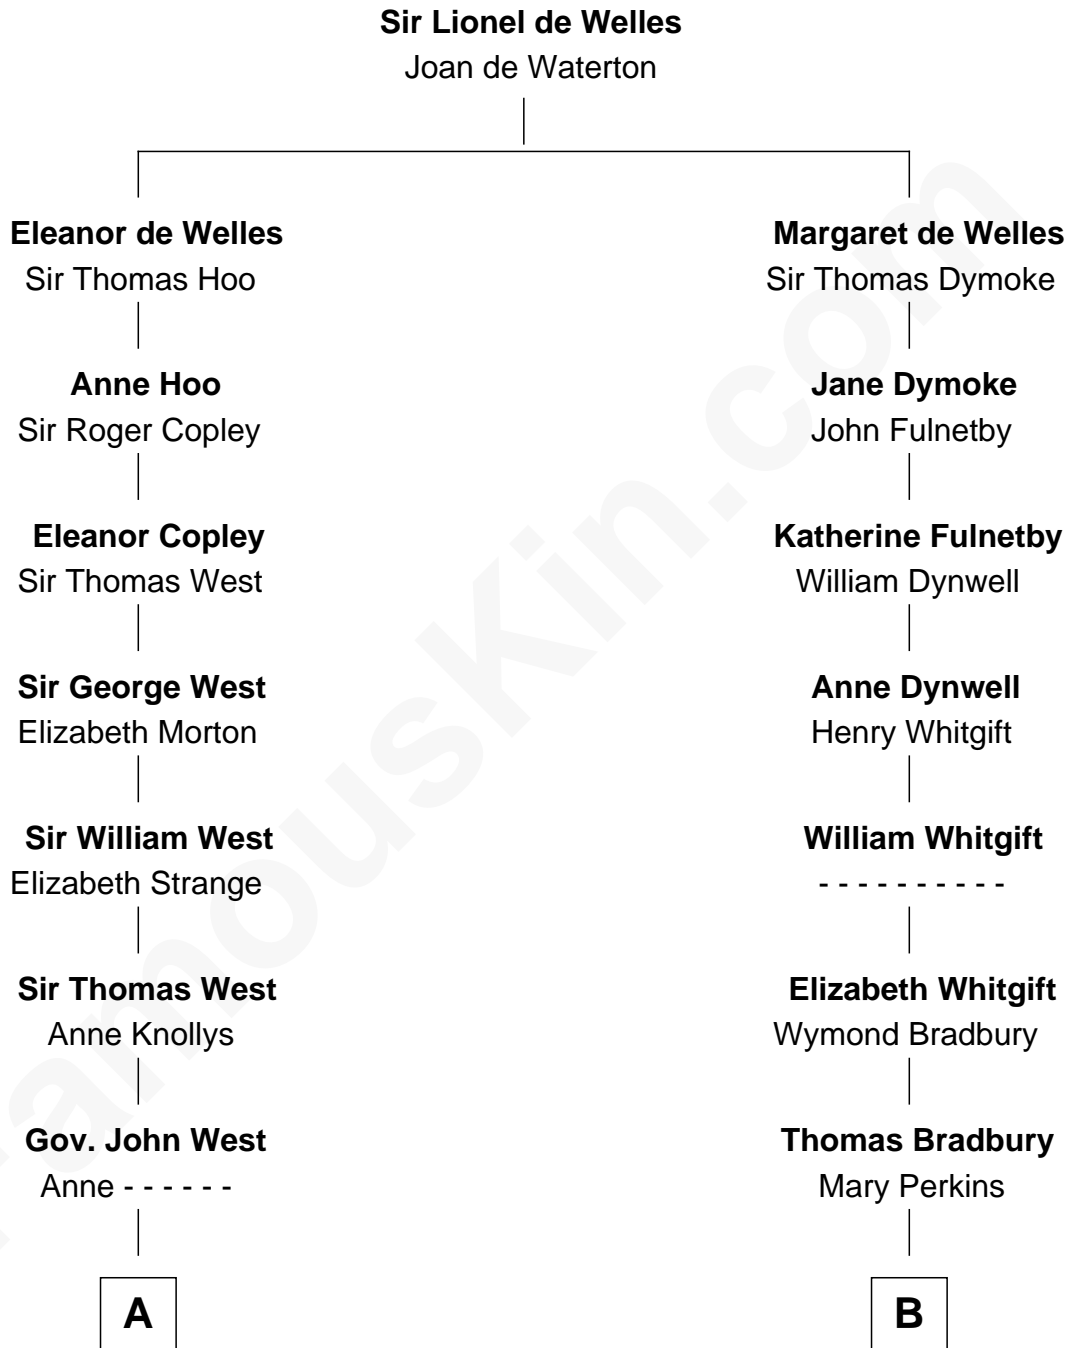 Sir Lionel de Welles
Joan de Waterton
Eleanor de Welles
Sir Thomas Hoo
Margaret de Welles
Sir Thomas Dymoke
Anne Hoo
Sir Roger Copley
Jane Dymoke
John Fulnetby
Eleanor Copley
Sir Thomas West
Katherine Fulnetby
William Dynwell
Sir George West
Elizabeth Morton
Anne Dynwell
Henry Whitgift
Sir William West
Elizabeth Strange
William Whitgift
- - - - - - - - - -
Sir Thomas West
Anne Knollys
Elizabeth Whitgift
Wymond Bradbury
Gov. John West
Anne - - - - - -
Thomas Bradbury
Mary Perkins
A
B
FamousKin.com